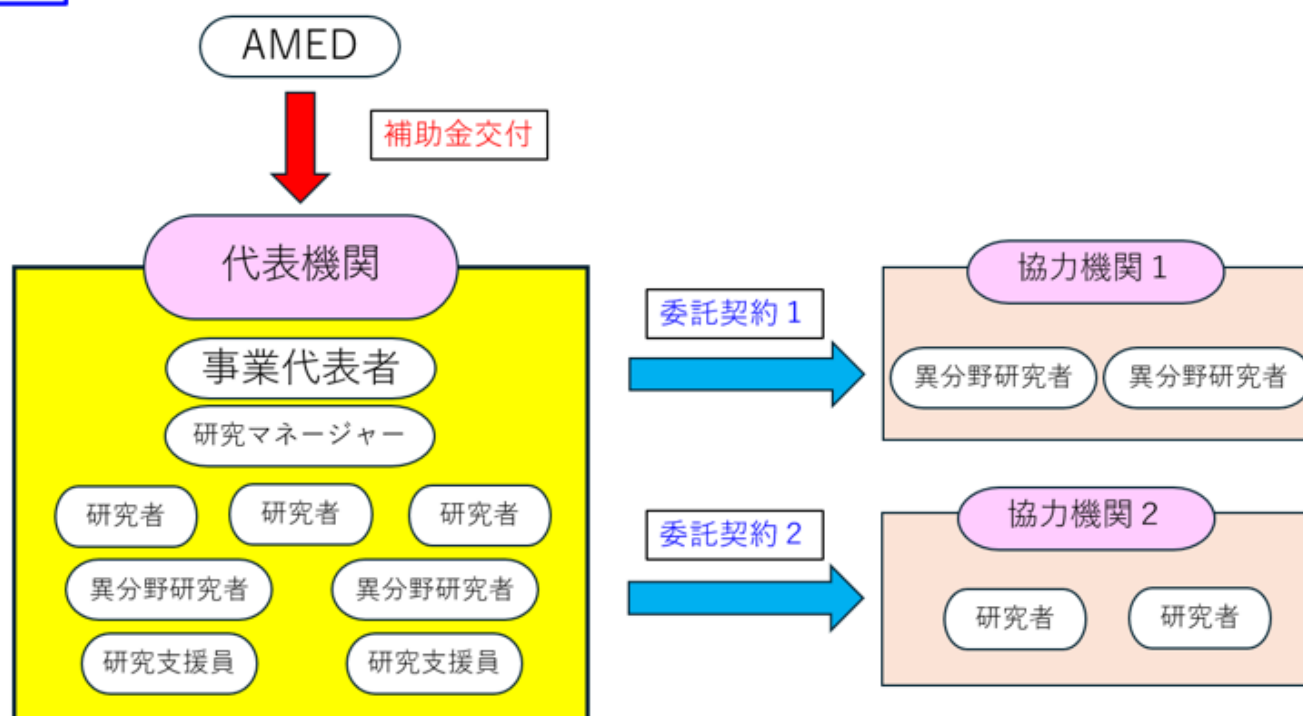 AMED
補助金交付
代表機関
事業代表者
研究マネージャー
研究者 研究者 研究者
異分野研究者 異分野研究者
研究支援員 研究支援員
委託契約1
協力機関1
異分野研究者 異分野研究者
委託契約2
協力機関2
研究者 研究者